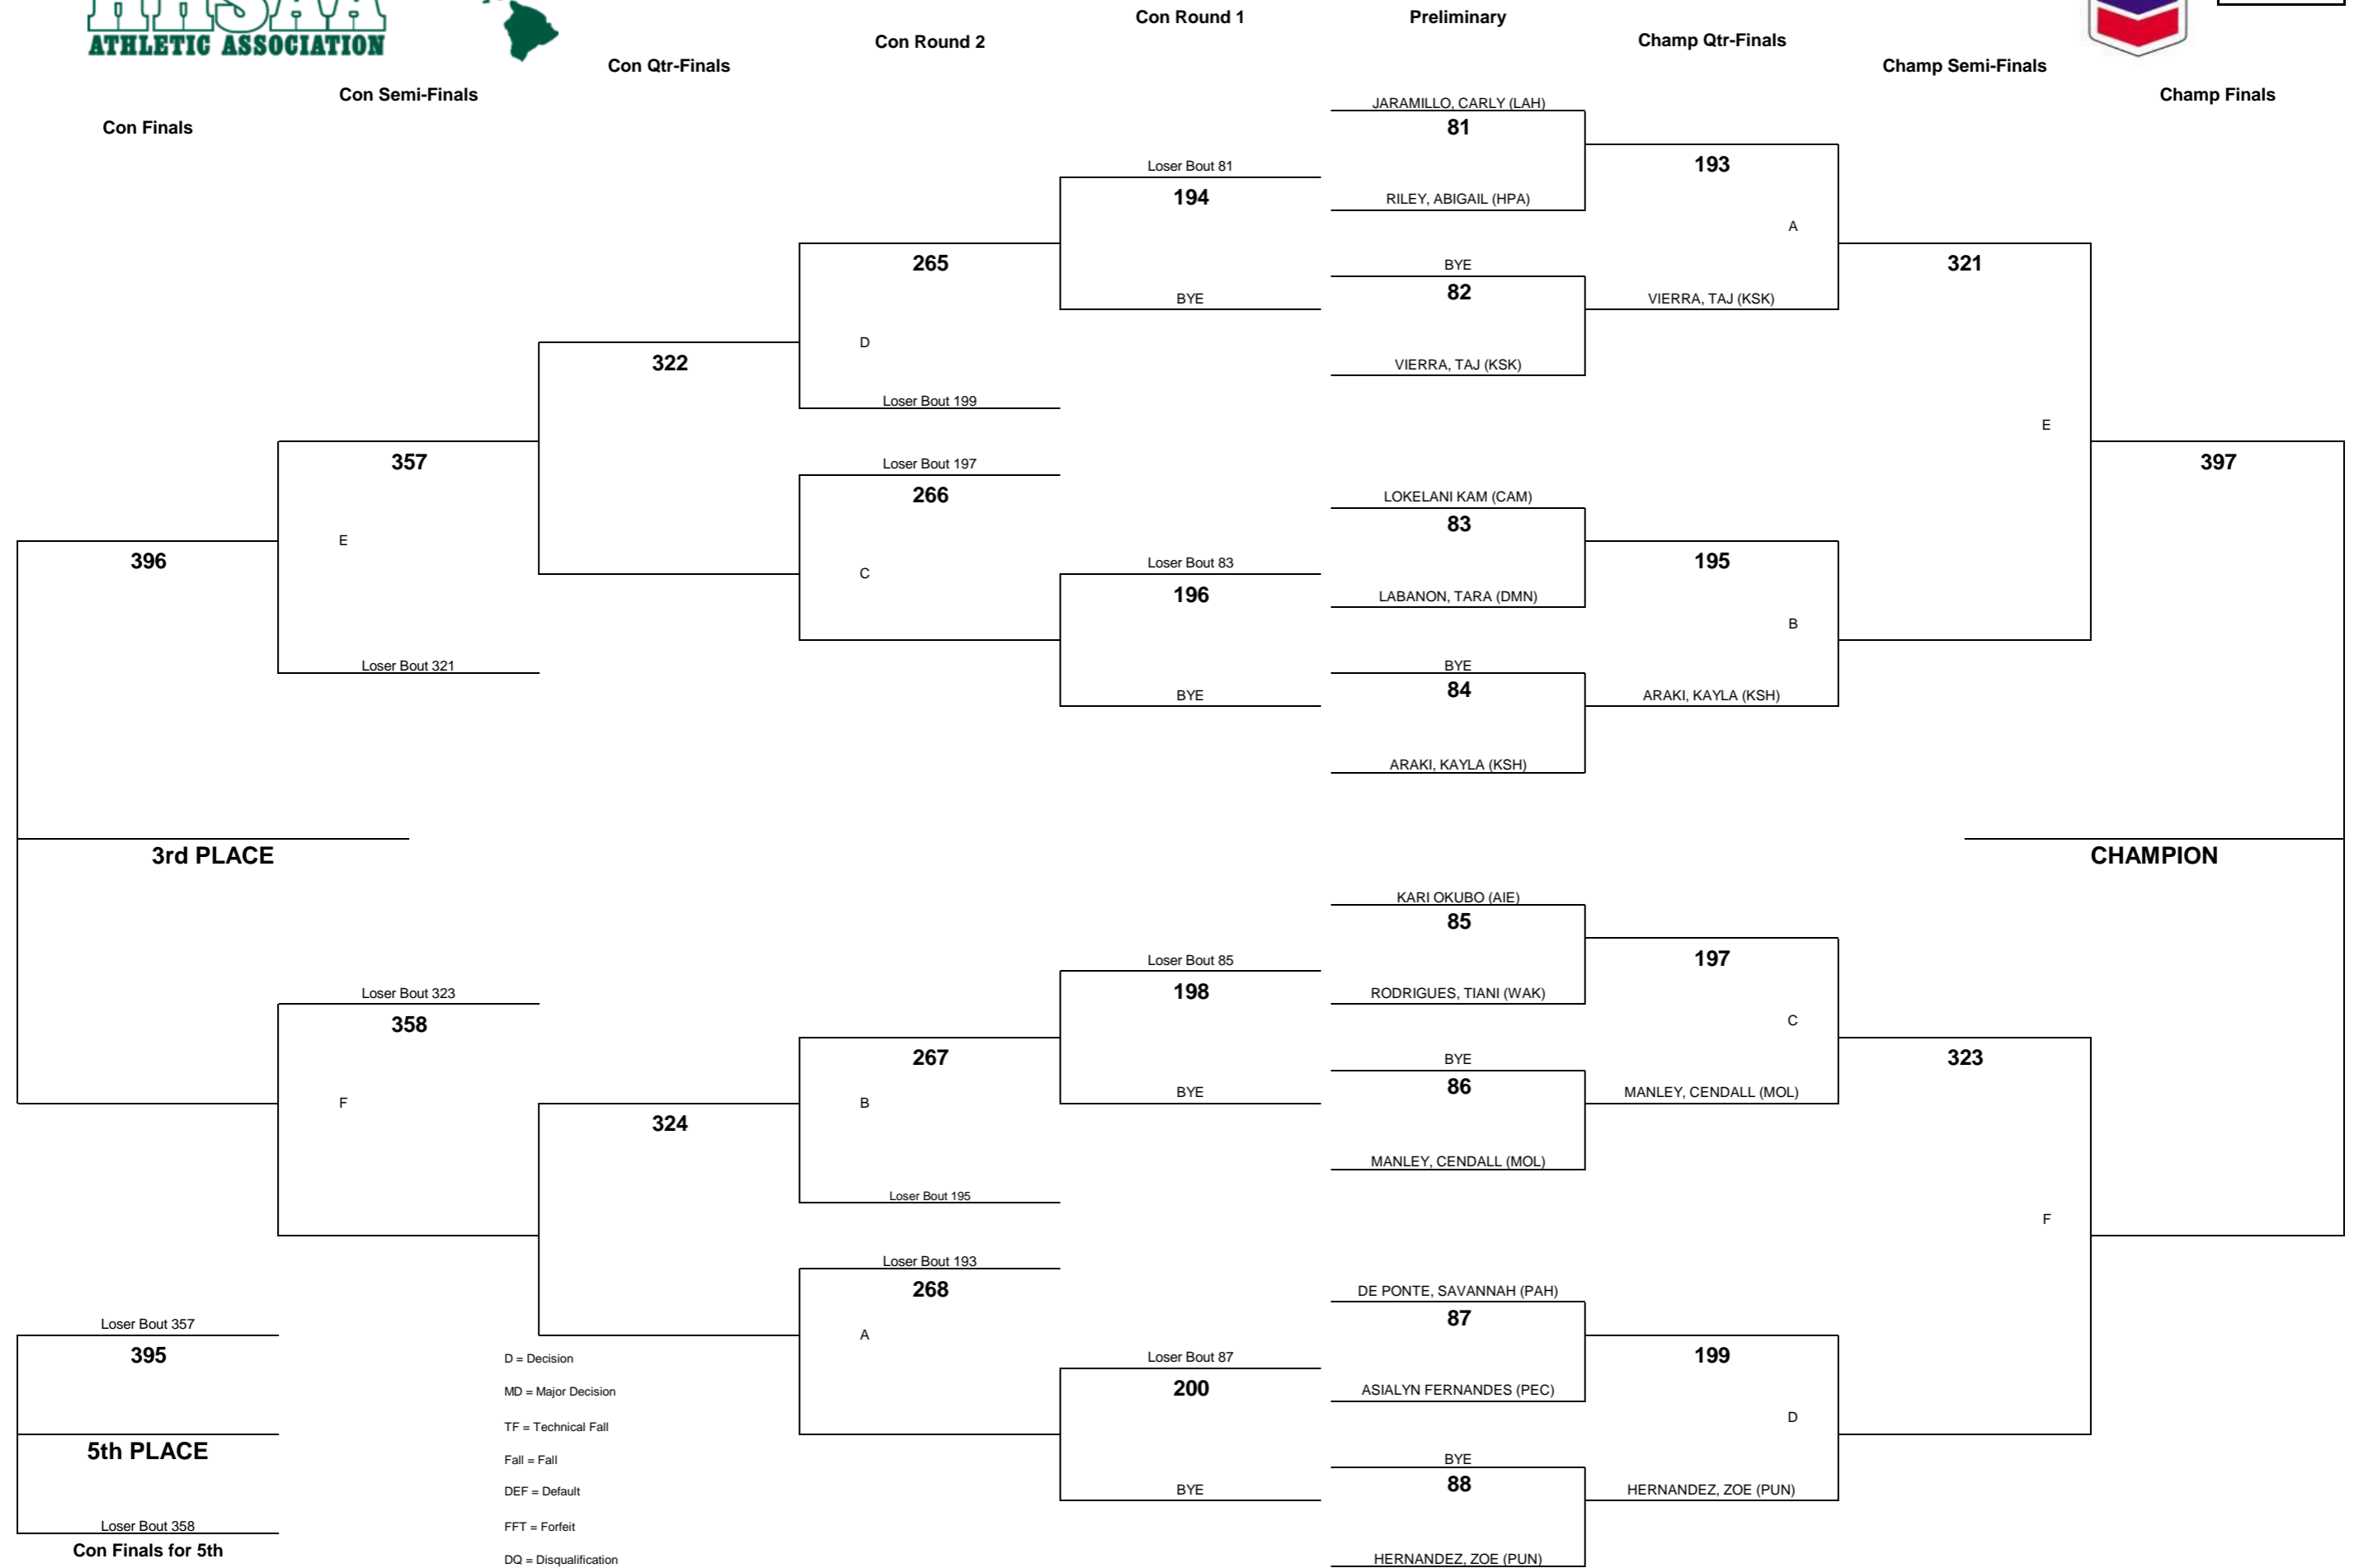 HHSAA
ATHLETIC ASSOCIATION
Con Round 1
Preliminary
Con Round 2
Champ Qtr-Finals
Con Qtr-Finals
Champ Semi-Finals
Con Semi-Finals
Champ Finals
Con Finals
JARAMILLO, CARLY (LAH)
81
193
Loser Bout 81
194
RILEY, ABIGAIL (HPA)
A
265
BYE
321
82
BYE
VIERRA, TAJ (KSK)
D
322
VIERRA, TAJ (KSK)
Loser Bout 199
E
357
Loser Bout 197
397
266
LOKELANI KAM (CAM)
83
E
396
Loser Bout 83
195
C
196
LABANON, TARA (DMN)
B
Loser Bout 321
BYE
84
BYE
ARAKI, KAYLA (KSH)
ARAKI, KAYLA (KSH)
3rd PLACE
CHAMPION
KARI OKUBO (AIE)
85
Loser Bout 85
197
Loser Bout 323
198
RODRIGUES, TIANI (WAK)
358
C
267
BYE
323
86
BYE
MANLEY, CENDALL (MOL)
F
B
324
MANLEY, CENDALL (MOL)
Loser Bout 195
F
Loser Bout 193
268
DE PONTE, SAVANNAH (PAH)
87
Loser Bout 357
A
395
D = Decision
Loser Bout 87
199
MD = Major Decision
200
ASIALYN FERNANDES (PEC)
TF = Technical Fall
D
5th PLACE
Fall = Fall
BYE
88
DEF = Default
BYE
HERNANDEZ, ZOE (PUN)
Loser Bout 358
FFT = Forfeit
Con Finals for 5th
DQ = Disqualification
HERNANDEZ, ZOE (PUN)